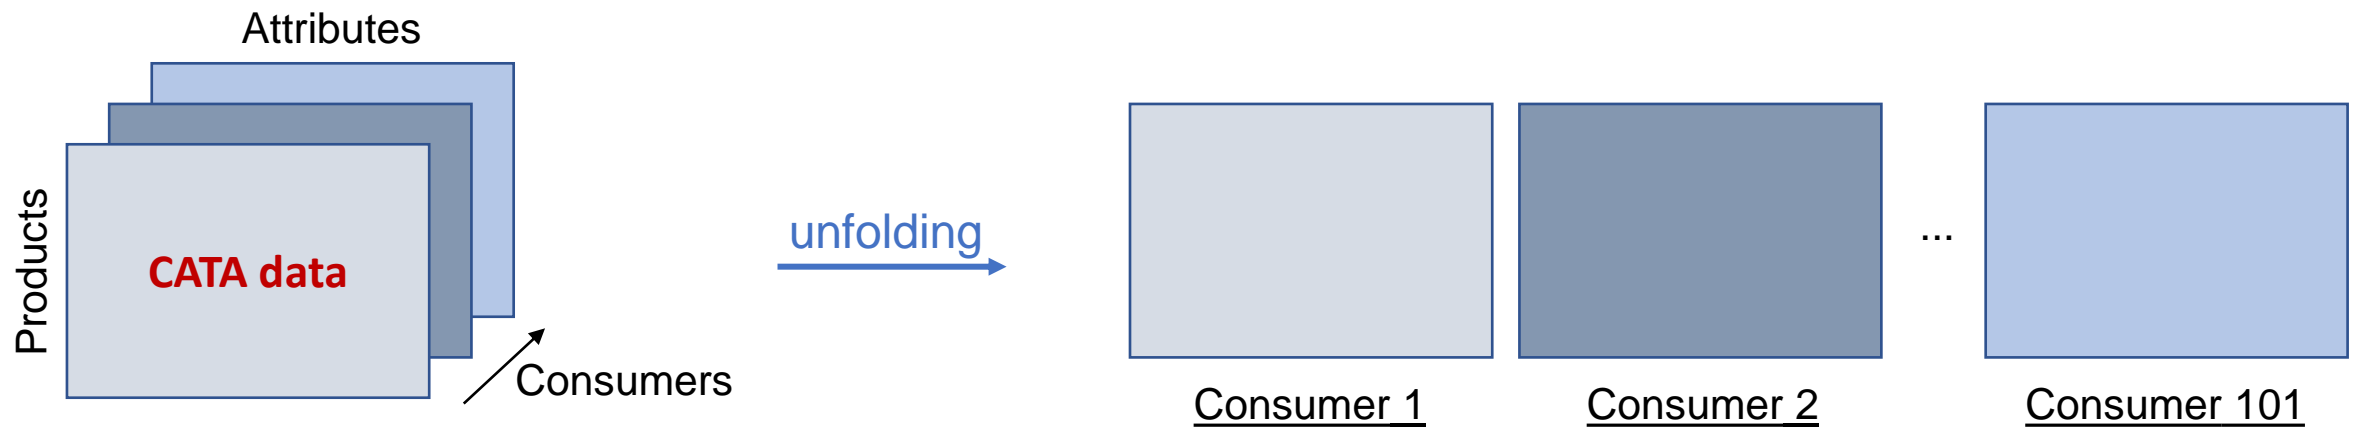 Attributes
Products
CATA data
Consumers
unfolding
...
Consumer 1
Consumer 2
Consumer 101